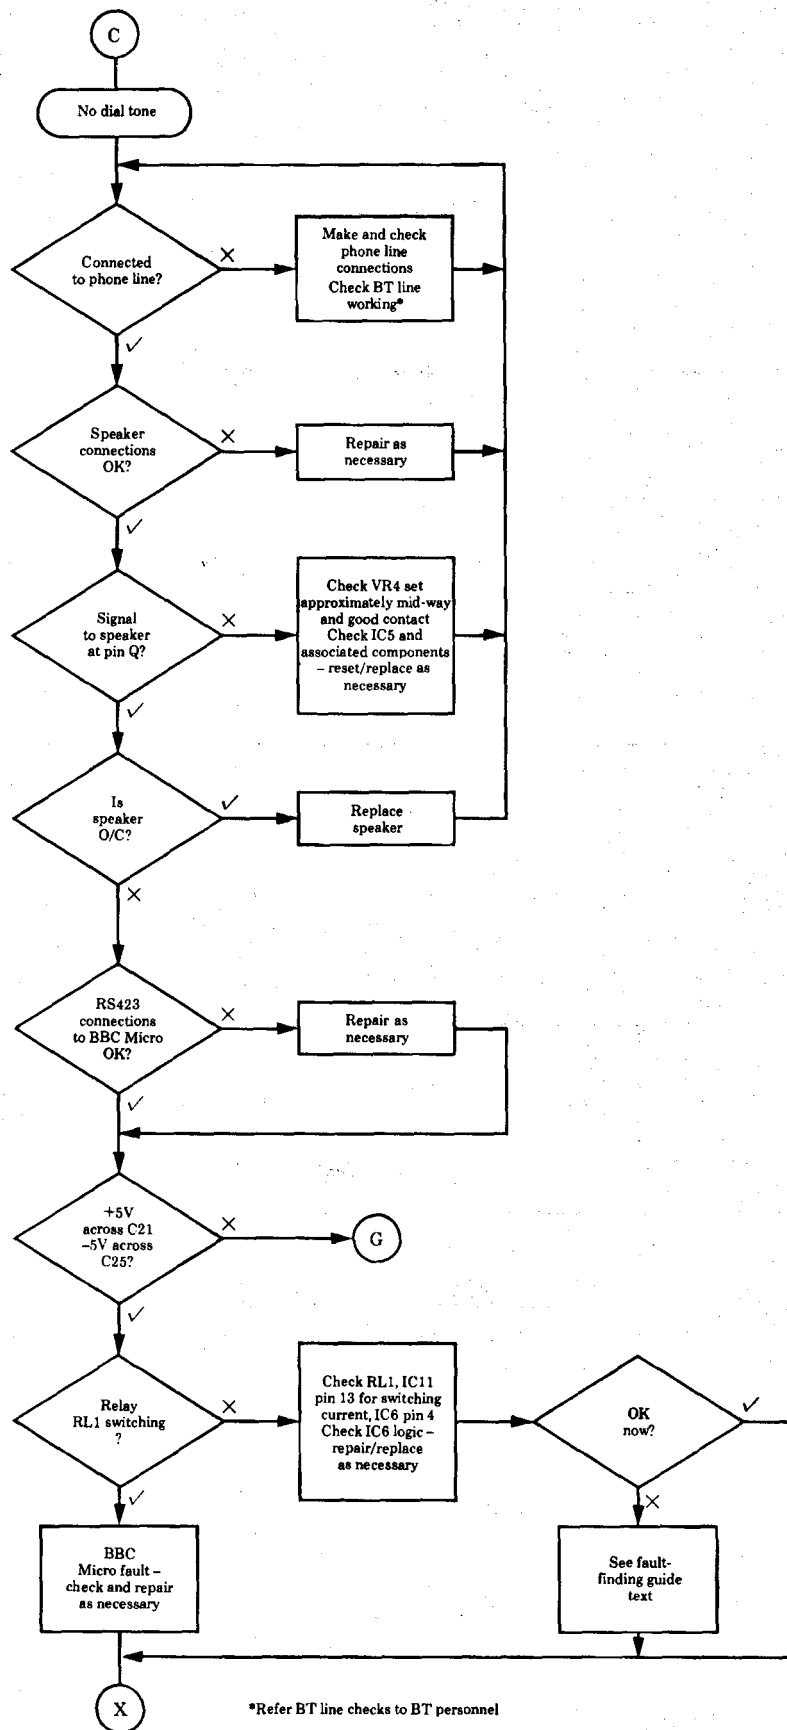 C
No dial tone
Connected
to phone line?
×
Make and check
phone line
connections
Check BT line
working*
✓
Speaker
connections
OK?
×
Repair as
necessary
✓
Signal
to speaker
at pin Q?
×
Check VR4 set
approximately mid-way
and good contact
Check IC5 and
associated components
– reset/replace as
necessary
✓
Is
speaker
O/C?
✓
Replace
speaker
×
RS423
connections
to BBC Micro
OK?
×
Repair as
necessary
✓
+5V
across C21
–5V across
C25?
×
G
✓
Relay
RL1 switching
?
×
Check RL1, IC11
pin 13 for switching
current, IC6 pin 4
Check IC6 logic –
repair/replace
as necessary
OK
now?
✓
✓
×
BBC
Micro fault –
check and repair
as necessary
See fault-
finding guide
text
X
*Refer BT line checks to BT personnel